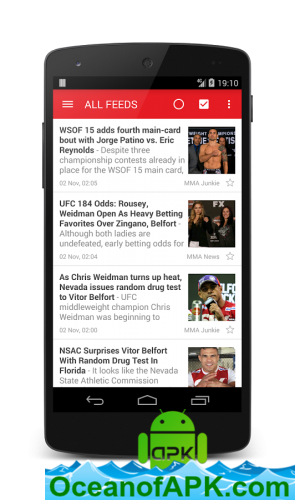 19:10
ALL FEEDS
WSOF 15 adds fourth main-card
bout with Jorge Patino vs. Eric
Reynolds - Despite three
championship contests already in
place for the WSOF 15 main card,
02 Nov, 02:05
MMA Junkie
UFC 184 Odds: Rousey,
Weidman Open As Heavy Betting
Favorites Over Zingano, Belfort -
Although both ladies are
undefeated, early betting odds for
02 Nov, 02:04
MMA News
FX
As Chris Weidman turns up heat,
Nevada issues random drug test
to Vitor Belfort - UFC
middleweight champion Chris
Weidman was beginning to
02 Nov, 02:00
MMA Junkie
NSAC Surprises Vitor Belfort
With Random Drug Test In
Florida - It looks like the Nevada
State Athletic Commission
apk
OceanofAPK.com